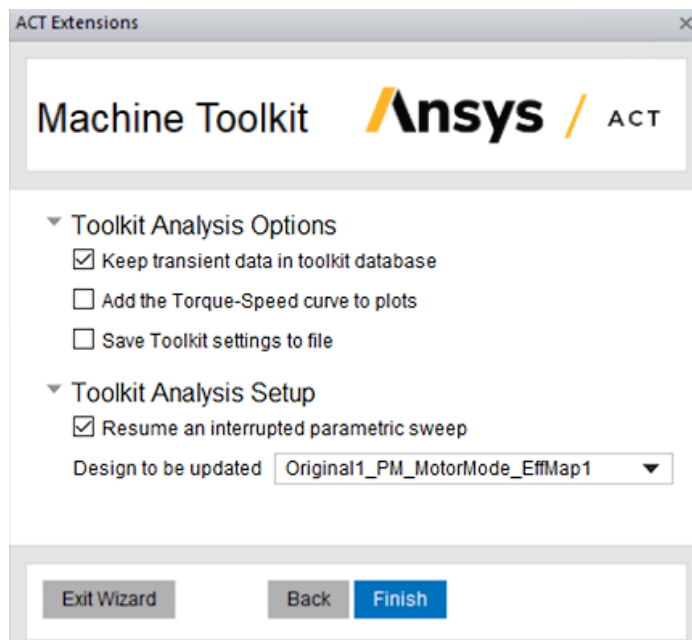 ACT Extensions
Machine Toolkit Ansys / ACT
Toolkit Analysis Options
Keep transient data in toolkit database
Add the Torque-Speed curve to plots
Save Toolkit settings to file
Toolkit Analysis Setup
Resume an interrupted parametric sweep
Design to be updated Original1_PM_MotorMode_EffMap1
Exit Wizard Back Finish